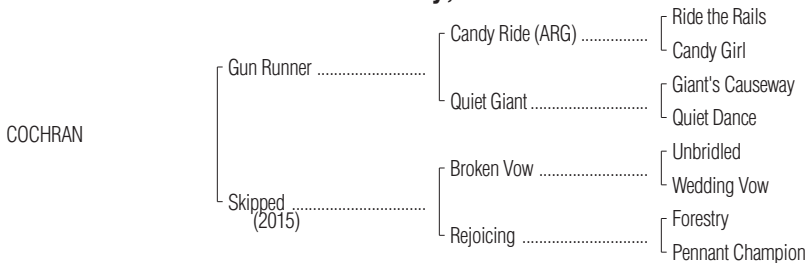 Ride the Rails
Candy Ride (ARG) ................
Candy Girl
Gun Runner ..........................
Giant's Causeway
Quiet Giant............................
Quiet Dance
COCHRAN
Unbridled
Broken Vow ..........................
Wedding Vow
Skipped ................................
(2015)
Forestry
Rejoicing ..............................
Pennant Champion